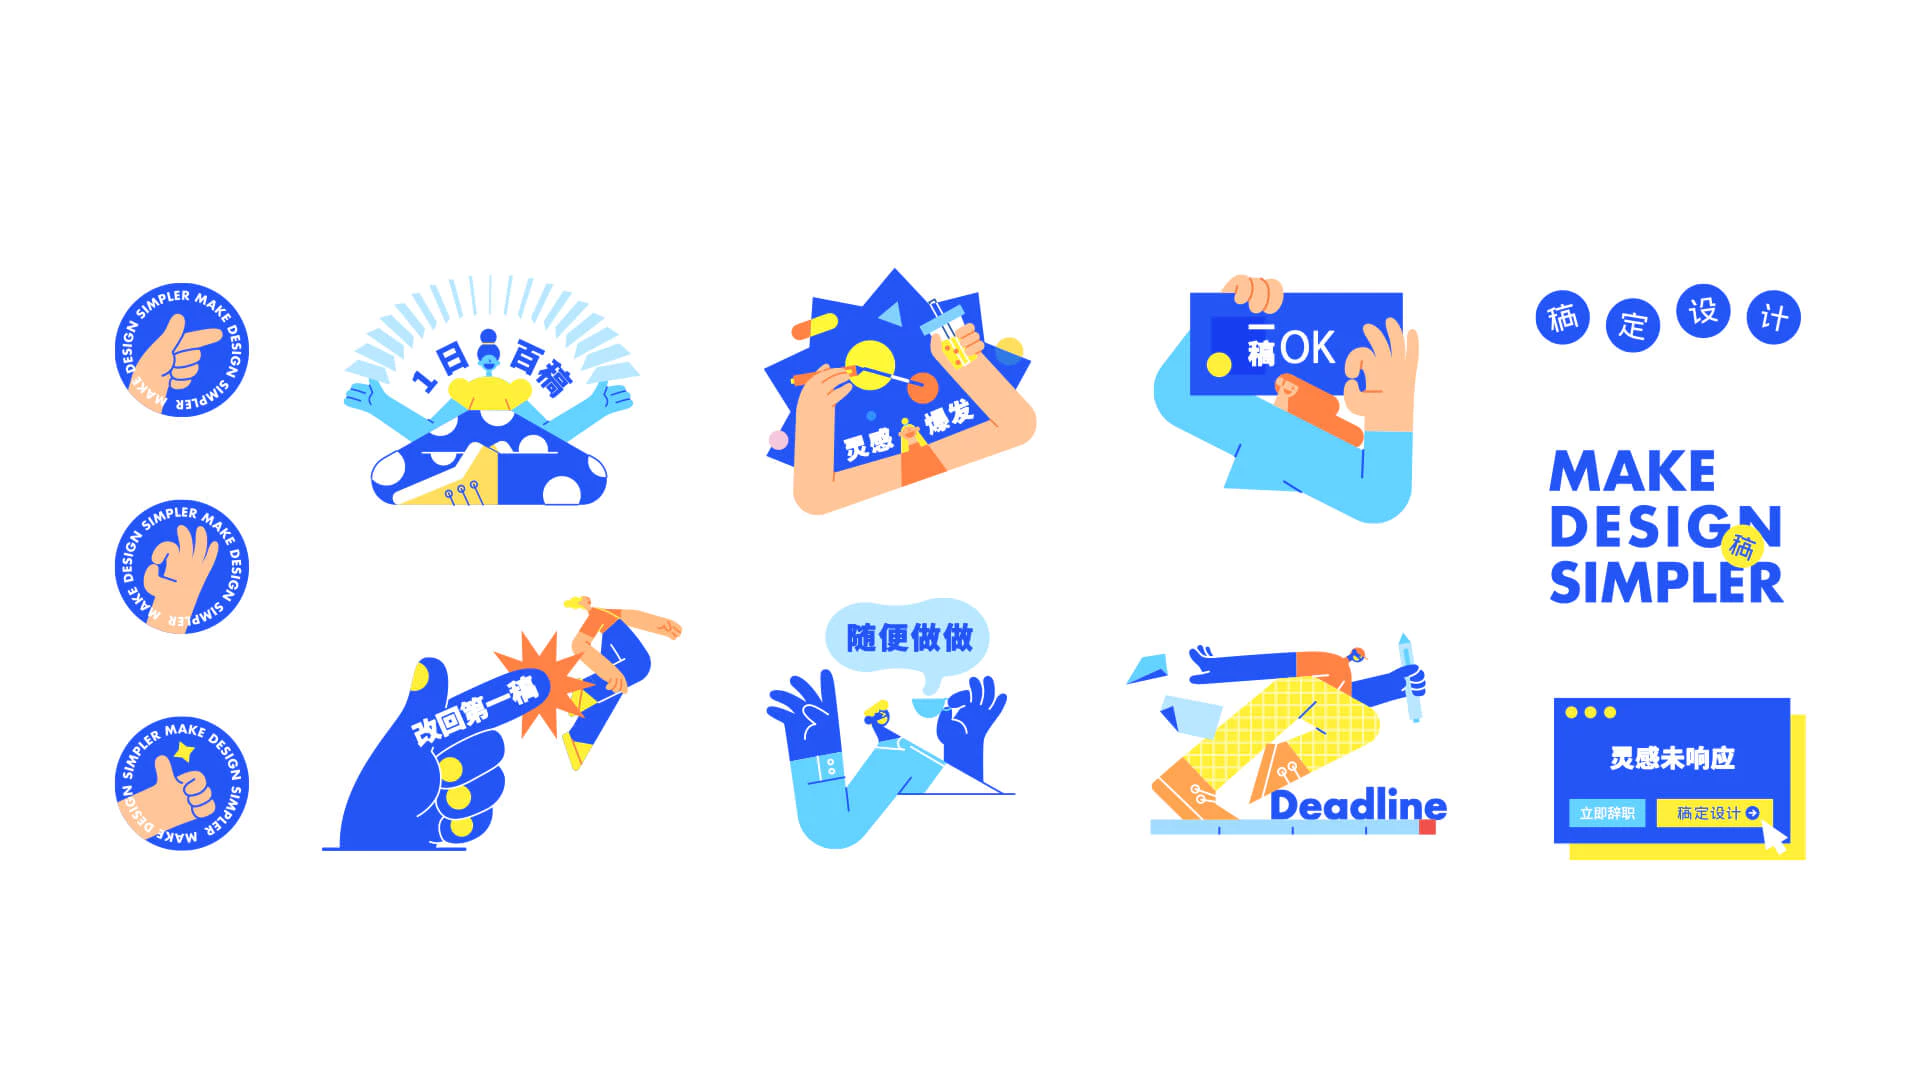 MAKE DESIGN SIMPLER MAKE DESIGN SIMPLER
1日百稿
灵感爆发
一稿OK
稿定设计
MAKE DESIGN SIMPLER MAKE DESIGN SIMPLER
MAKE
DESIGN
稿
SIMPLER
改回第一稿
随便做做
Deadline
MAKE DESIGN SIMPLER MAKE DESIGN SIMPLER
灵感未响应
立即辞职
稿定设计